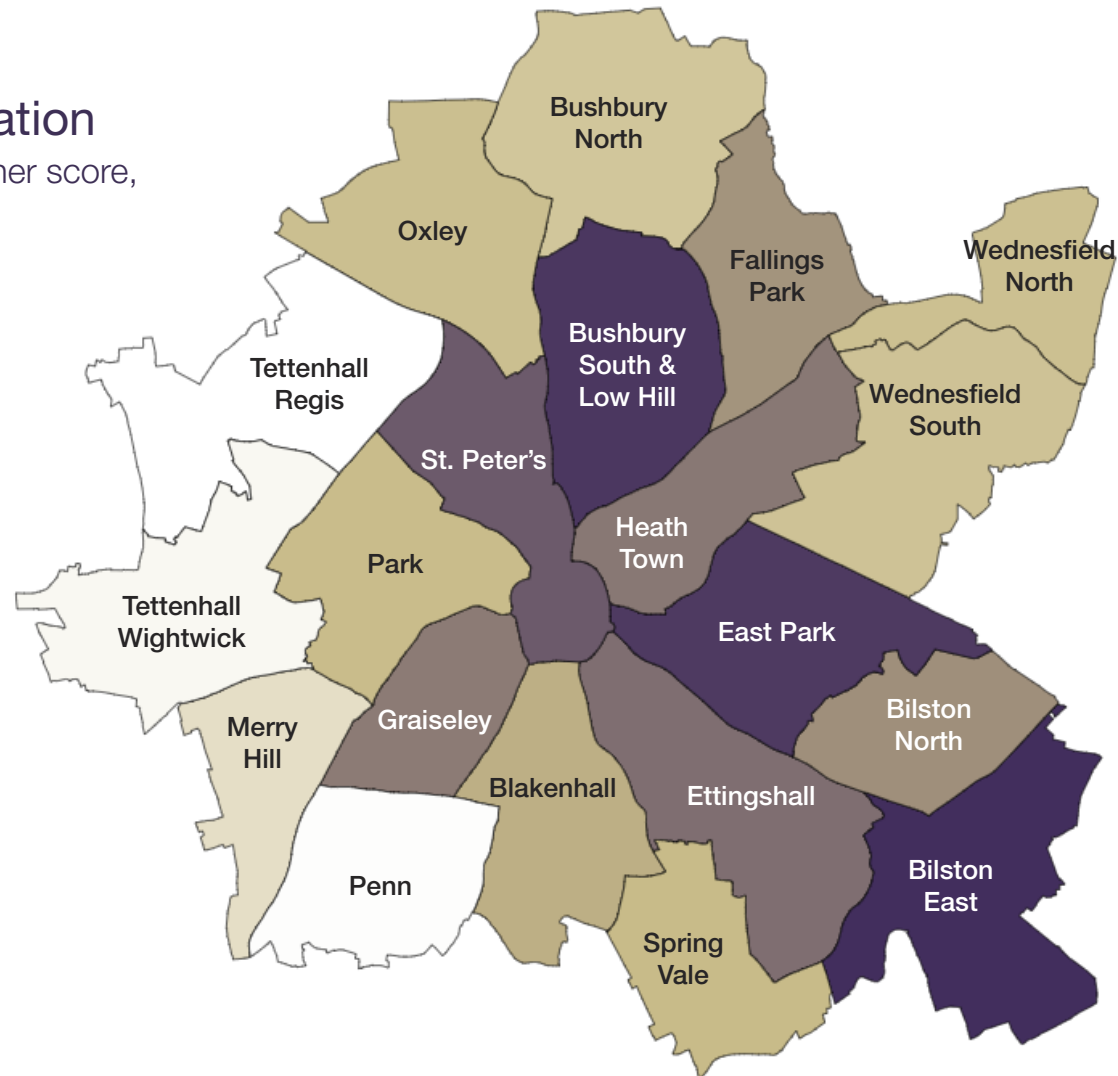 ation
her score,
Bushbury
North
Oxley
Fallings
Park
Wednesfield
North
Bushbury
South &
Low Hill
Tettenhall
Regis
Wednesfield
South
St. Peter's
Heath
Town
Park
Tettenhall
Wightwick
East Park
Graiseley
Bilston
North
Merry
Hill
Blakenhall
Ettingshall
Penn
Bilston
East
Spring
Vale